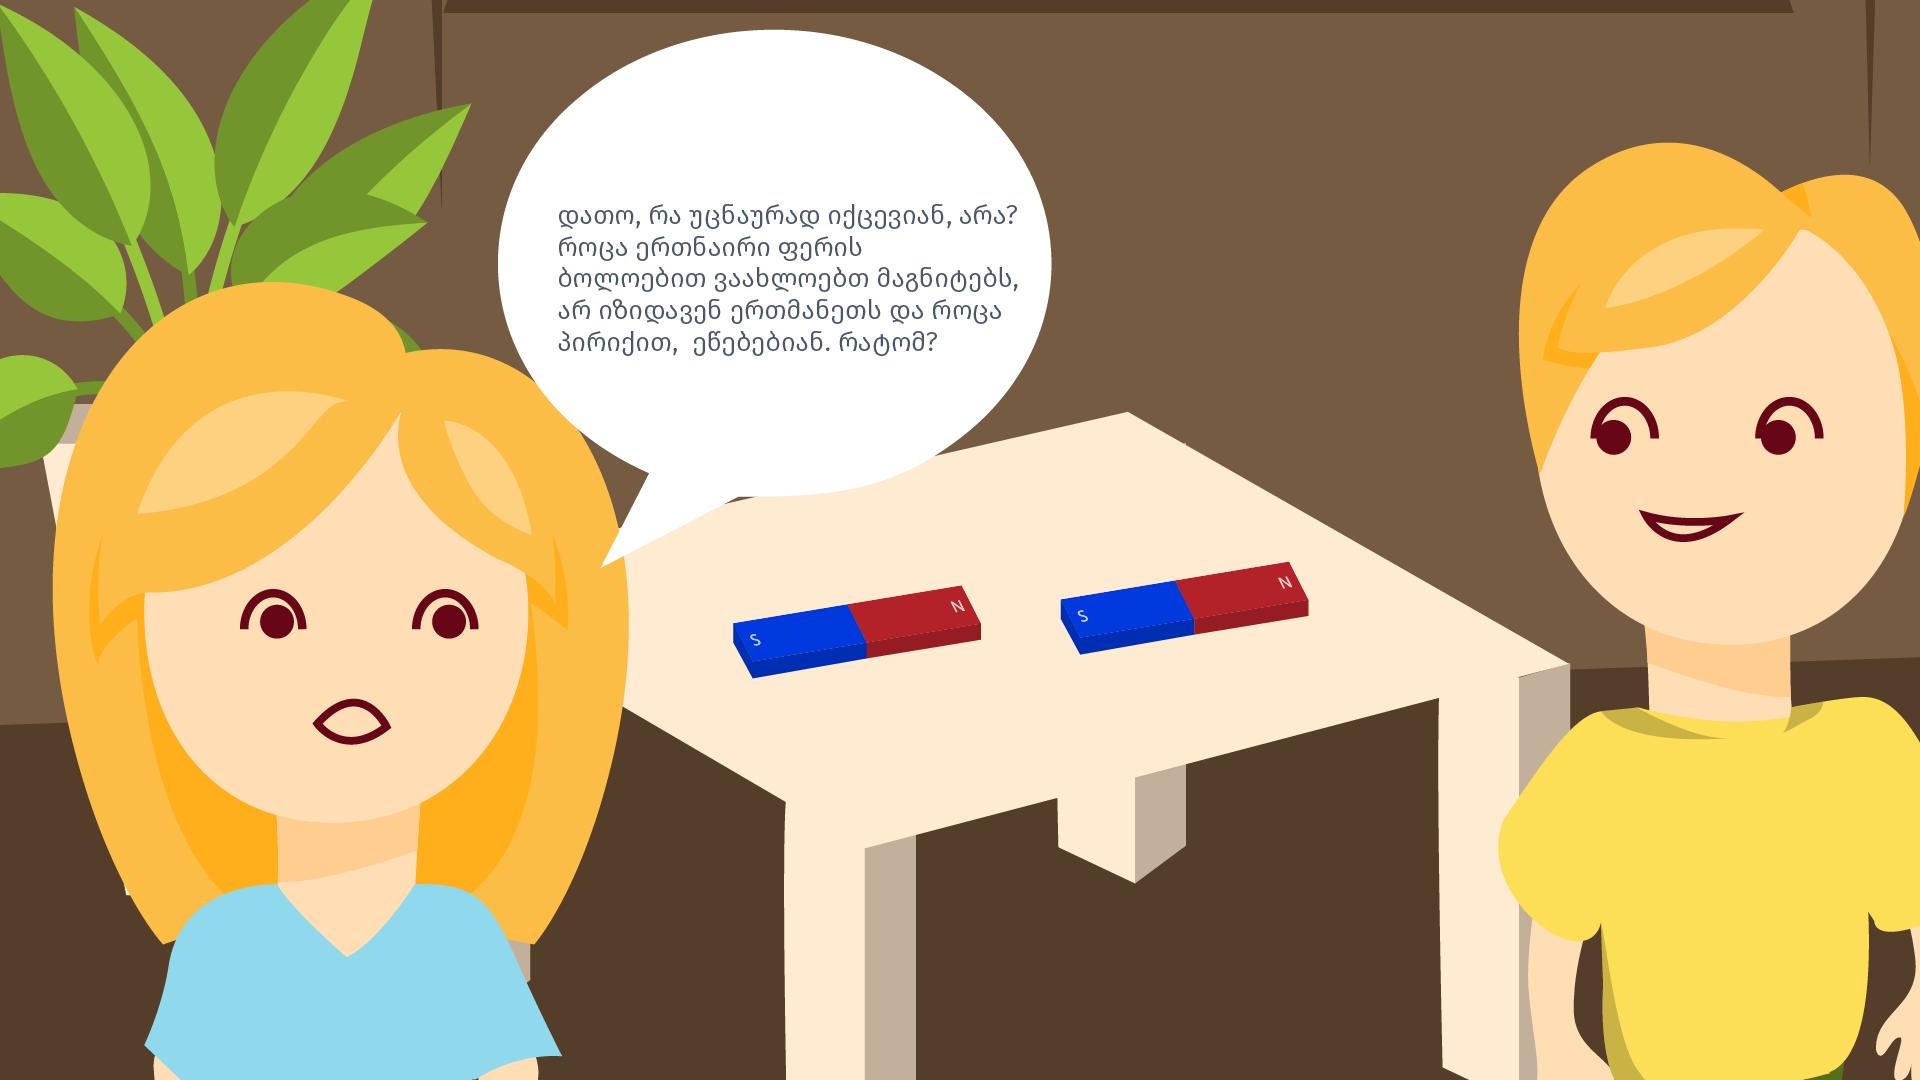 დათო, რა უცნაურად იქცევიან, არა?
როცა ერთნაირი ფერის
ბოლოებით ვაახლოებთ მაგნიტებს,
არ იზიდავენ ერთმანეთს და როცა
პირიქით,  ეწებებიან. რატომ?
S N
S N